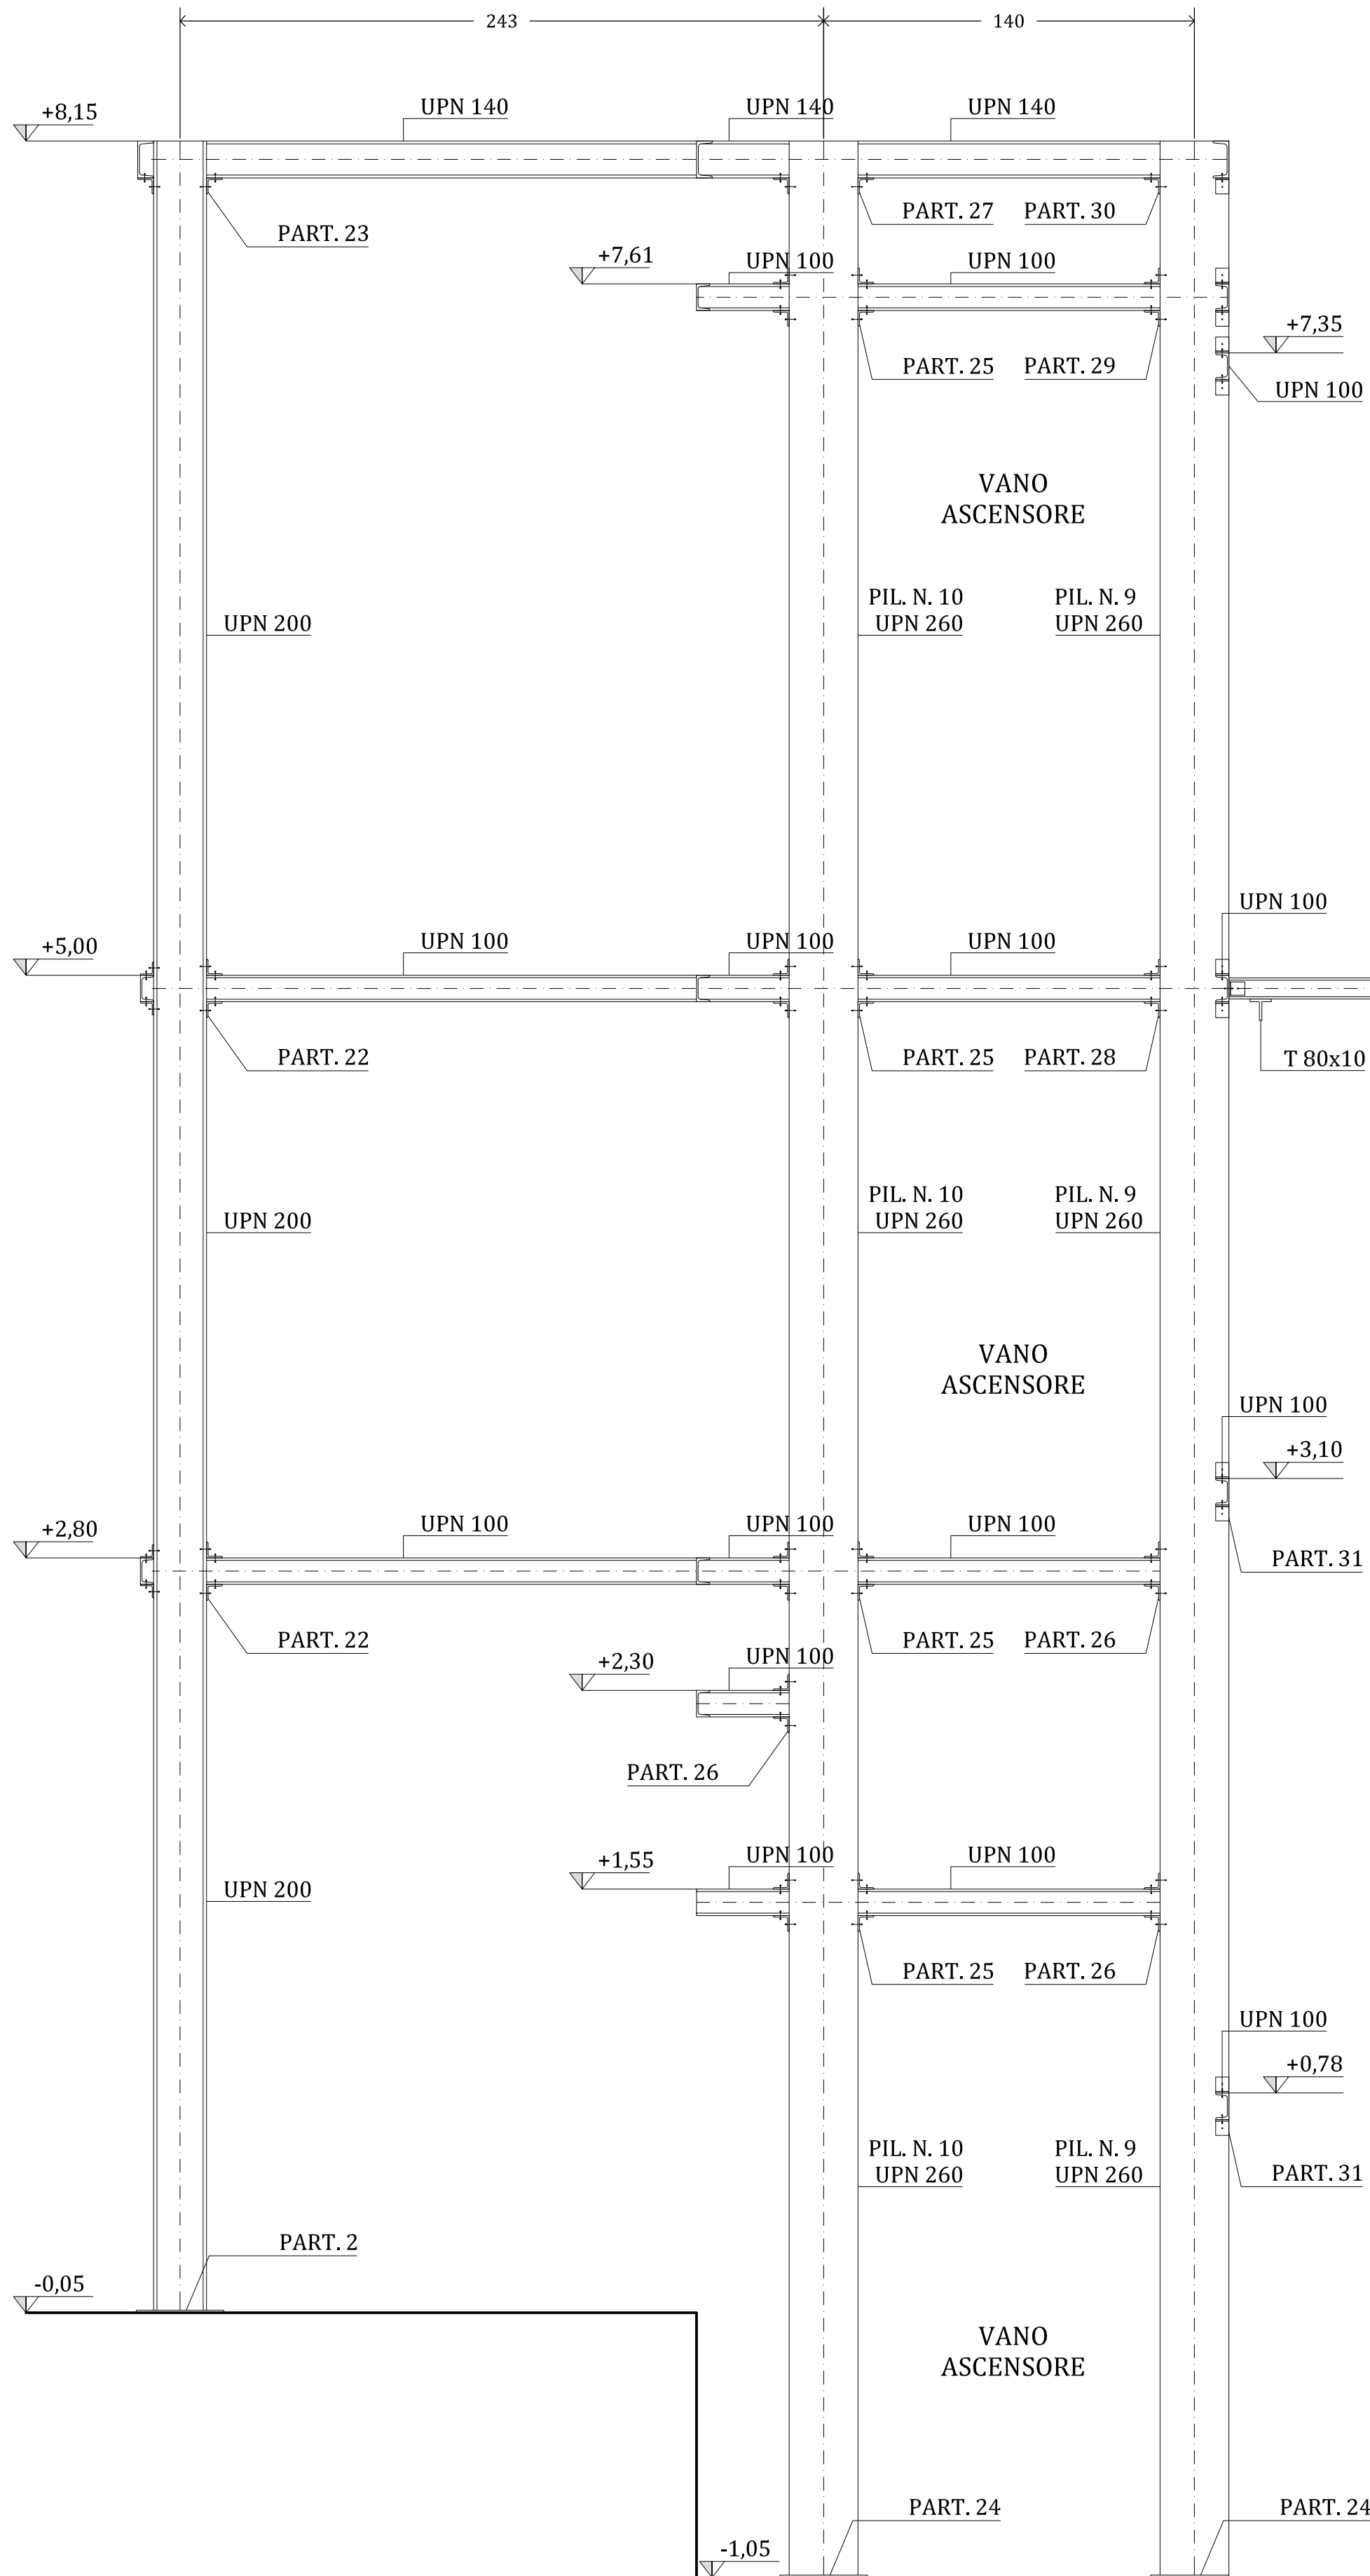 243
140
+8,15
UPN 140
UPN 140
UPN 140
PART. 23
PART. 27
PART. 30
+7,61
UPN 100
UPN 100
+7,35
PART. 25
PART. 29
UPN 100
VANO
ASCENSORE
UPN 200
PIL. N. 10
UPN 260
PIL. N. 9
UPN 260
UPN 100
+5,00
UPN 100
UPN 100
UPN 100
PART. 22
PART. 25
PART. 28
T 80x10
UPN 200
PIL. N. 10
UPN 260
PIL. N. 9
UPN 260
VANO
ASCENSORE
UPN 100
+3,10
+2,80
UPN 100
UPN 100
UPN 100
PART. 31
PART. 22
PART. 25
PART. 26
+2,30
UPN 100
PART. 26
+1,55
UPN 100
UPN 100
UPN 200
PART. 25
PART. 26
UPN 100
+0,78
PIL. N. 10
UPN 260
PIL. N. 9
UPN 260
PART. 31
PART. 2
-0,05
VANO
ASCENSORE
PART. 24
PART. 24
-1,05